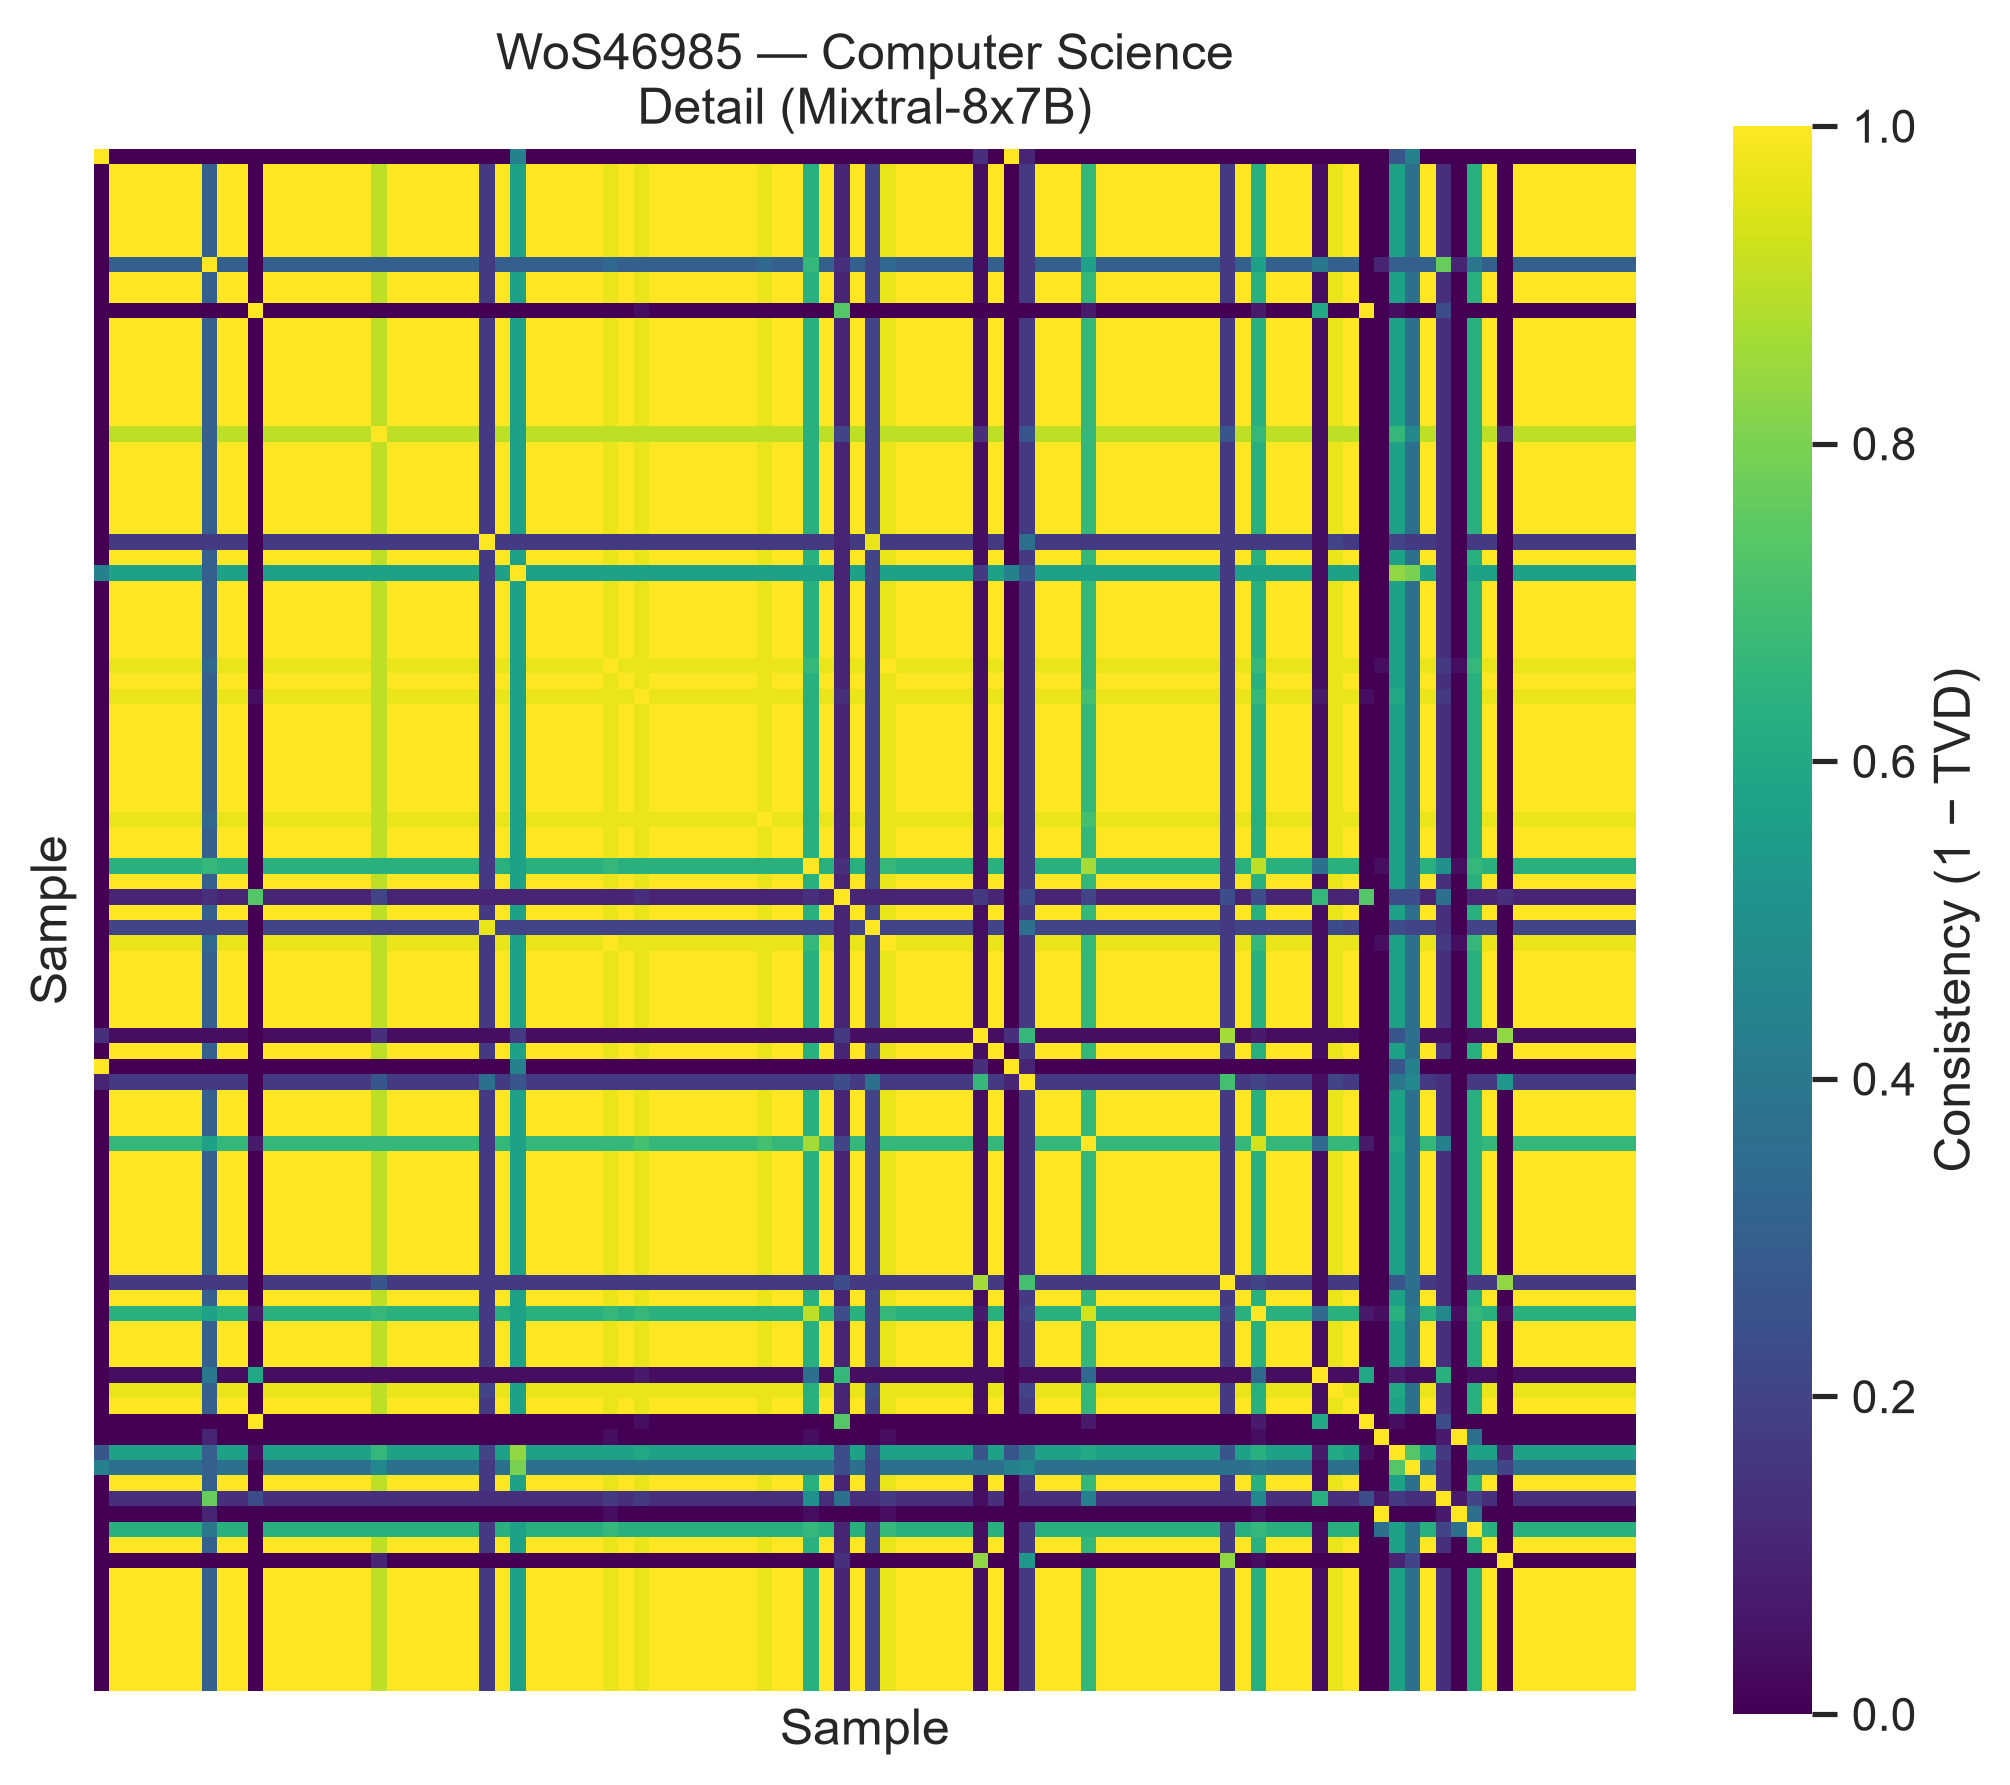 WoS46985 — Computer Science
Detail (Mixtral-8x7B)
Sample
Sample
1.0
0.8
0.6
0.4
0.2
0.0
Consistency (1 − TVD)